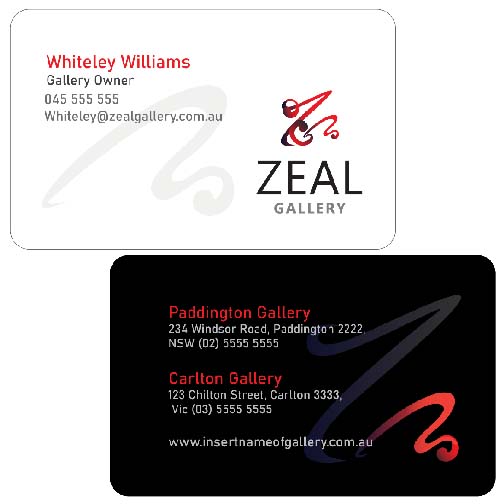 Whiteley Williams
Gallery Owner
045 555 555
Whiteley@zealgallery.com.au
ZEAL
GALLERY
Paddington Gallery
234 Windsor Road, Paddington 2222,
NSW (02) 5555 5555
Carlton Gallery
123 Chilton Street, Carlton 3333,
Vic (03) 5555 5555
www.insertnameofgallery.com.au